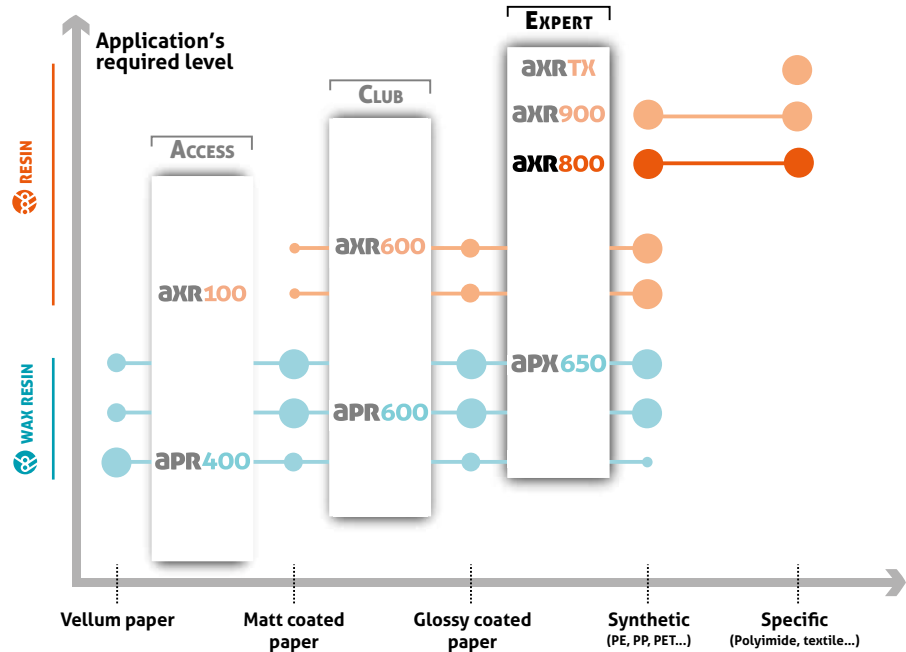 Application's
required level
EXPERT
CLUB
ACCESS
RESIN
WAX RESIN
aXRTX
aXR900
aXR800
aXR600
aXR100
aPX650
aPR600
aPR400
Vellum paper
Matt coated
paper
Glossy coated
paper
Synthetic
(PE, PP, PET...)
Specific
(Polyimide, textile...)